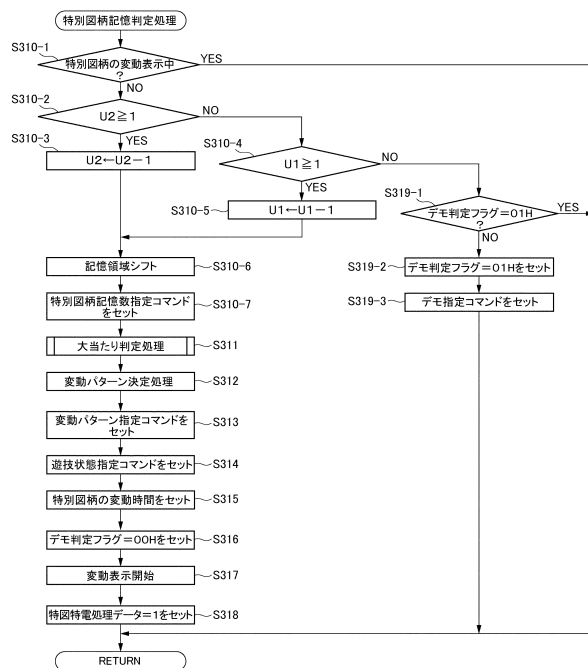 特別図柄記憶判定処理
S310-1
特別図柄の変動表示中
?
YES
NO
S310-2
U2≧1
NO
YES
S310-3
U2←U2-1
S310-4
U1≧1
NO
YES
S310-5
U1←U1-1
S319-1
デモ判定フラグ=01H
?
YES
NO
記憶領域シフト
S310-6
S319-2
デモ判定フラグ=01Hをセット
特別図柄記憶数指定コマンド
をセット
S310-7
S319-3
デモ指定コマンドをセット
大当たり判定処理
S311
変動パターン決定処理
S312
変動パターン指定コマンドを
セット
S313
遊技状態指定コマンドをセット
S314
特別図柄の変動時間をセット
S315
デモ判定フラグ=00Hをセット
S316
変動表示開始
S317
特図特電処理データ=1をセット
S318
RETURN